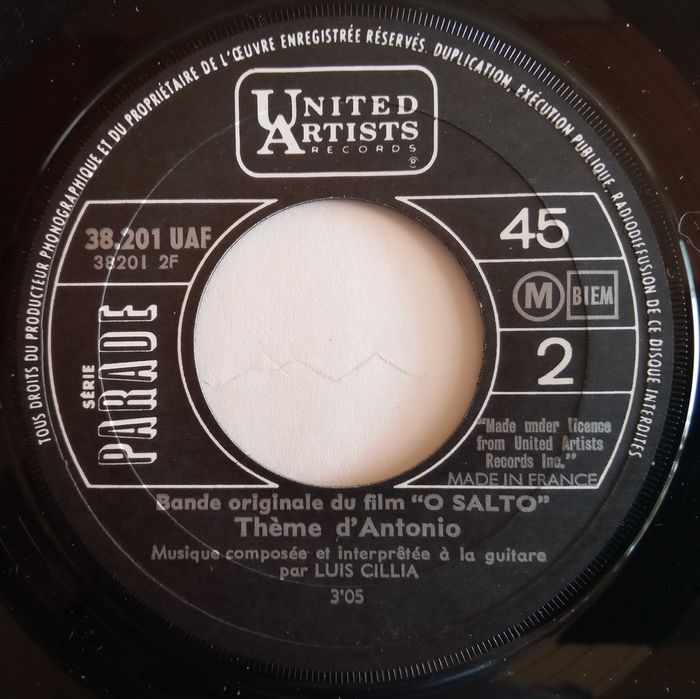 TOUS DROITS DU PRODUCTEUR PHONOGRAPHIQUE ET DU PROPRIÉTAIRE DE L'ŒUVRE ENREGISTRÉE RÉSERVÉS. DUPLICATION, EXÉCUTION PUBLIQUE, RADIODIFFUSION DE CE DISQUE INTERDITES
UNITED
ARTISTS
RECORDS
®
38.201 UAF
38201 2F
SÉRIE
PARADE
45
M BIEM
2
"Made under licence
from United Artists
Records Inc."
MADE IN FRANCE
Bande originale du film "O SALTO"
Thème d'Antonio
Musique composée et interprêtée à la guitare
par LUIS CILLIA
3'05